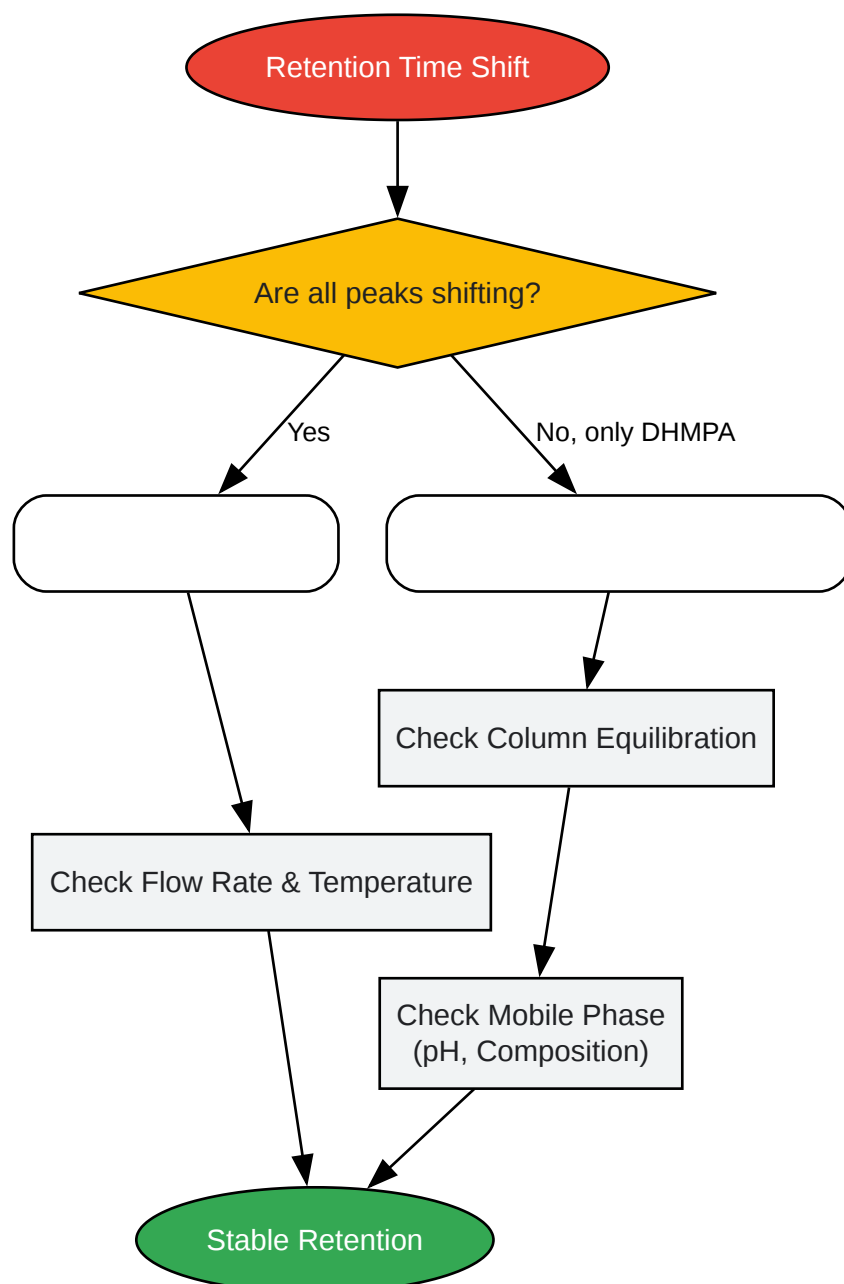 Retention Time Shift
Are all peaks shifting?
Yes
No, only DHMPA
Check Column Equilibration
Check Flow Rate & Temperature
Check Mobile Phase
(pH, Composition)
Stable Retention